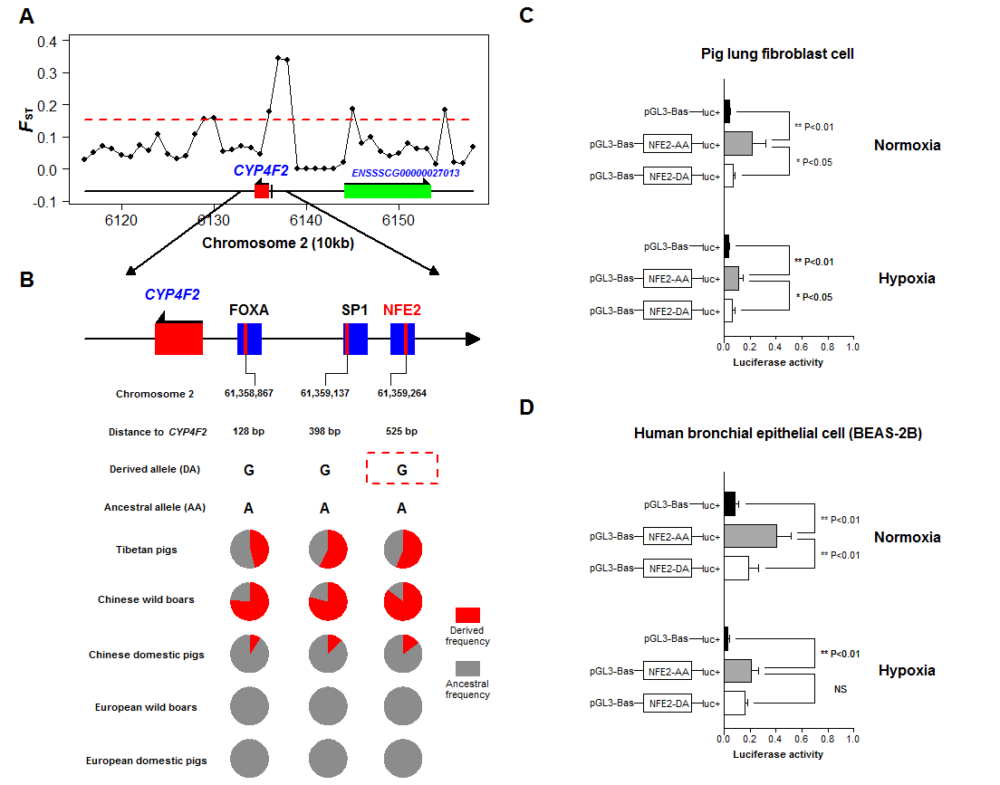 A
0.4
0.3
0.2
0.1
0.0
-0.1
FST
CYP4F2
ENSSSCG00000027013
6120
6130
6140
6150
Chromosome 2 (10kb)
B
CYP4F2
FOXA
SP1
NFE2
Chromosome 2
61,358,867
61,359,137
61,359,264
Distance to CYP4F2
128 bp
398 bp
525 bp
Derived allele (DA)
G
G
G
Ancestral allele (AA)
A
A
A
Tibetan pigs
Chinese wild boars
Chinese domestic pigs
European wild boars
European domestic pigs
Derived
frequency
Ancestral
frequency
C
Pig lung fibroblast cell
pGL3-Bas luc+
pGL3-Bas NFE2-AA luc+
pGL3-Bas NFE2-DA luc+
** P<0.01
* P<0.05
Normoxia
pGL3-Bas luc+
pGL3-Bas NFE2-AA luc+
pGL3-Bas NFE2-DA luc+
** P<0.01
* P<0.05
Hypoxia
0.0 0.2 0.4 0.6 0.8 1.0
Luciferase activity
D
Human bronchial epithelial cell (BEAS-2B)
pGL3-Bas luc+
pGL3-Bas NFE2-AA luc+
pGL3-Bas NFE2-DA luc+
** P<0.01
** P<0.01
Normoxia
pGL3-Bas luc+
pGL3-Bas NFE2-AA luc+
pGL3-Bas NFE2-DA luc+
** P<0.01
NS
Hypoxia
0.0 0.2 0.4 0.6 0.8 1.0
Luciferase activity